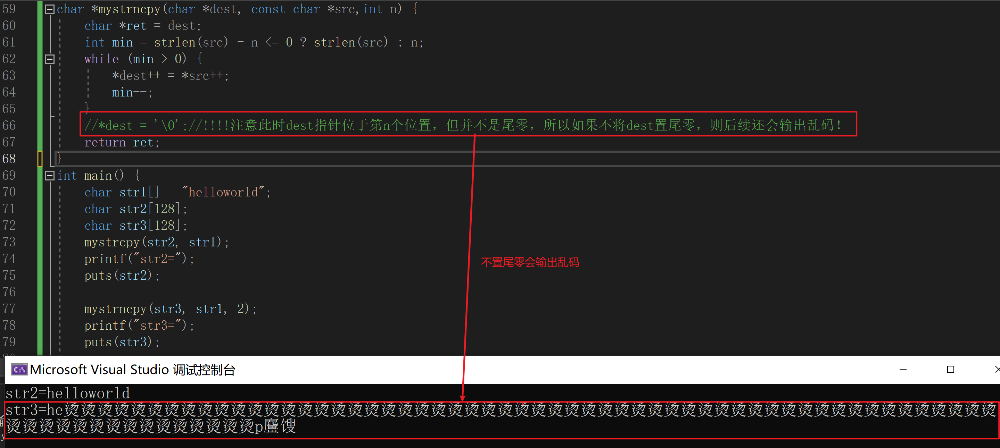 59 char *mystrncpy(char *dest, const char *src,int n) {
60 char *ret = dest;
61 int min = strlen(src) - n <= 0 ? strlen(src) : n;
62 while (min > 0) {
63 *dest++ = *src++;
64 min--;
65 }
66 //*dest = '\0';//!!!!注意此时dest指针位于第n个位置，但并不是尾零，所以如果不将dest置尾零，则后续还会输出乱码！
67 return ret;
68 }
69 int main() {
70 char str1[] = "helloworld";
71 char str2[128];
72 char str3[128];
73 mystrcpy(str2, str1);
74 printf("str2=");
不置尾零会输出乱码
75 puts(str2);
76
77 mystrncpy(str3, str1, 2);
78 printf("str3=");
79 puts(str3);
Microsoft Visual Studio 调试控制台
str2=helloworld
str3=he烫烫烫烫烫烫烫烫烫烫烫烫烫烫烫烫烫烫烫烫烫烫烫烫烫烫烫烫烫烫烫烫烫烫烫烫烫烫烫烫烫烫烫烫烫烫烫烫烫烫烫烫烫烫烫烫
烫烫烫烫烫烫烫烫烫烫烫烫烫烫烫p麠馊